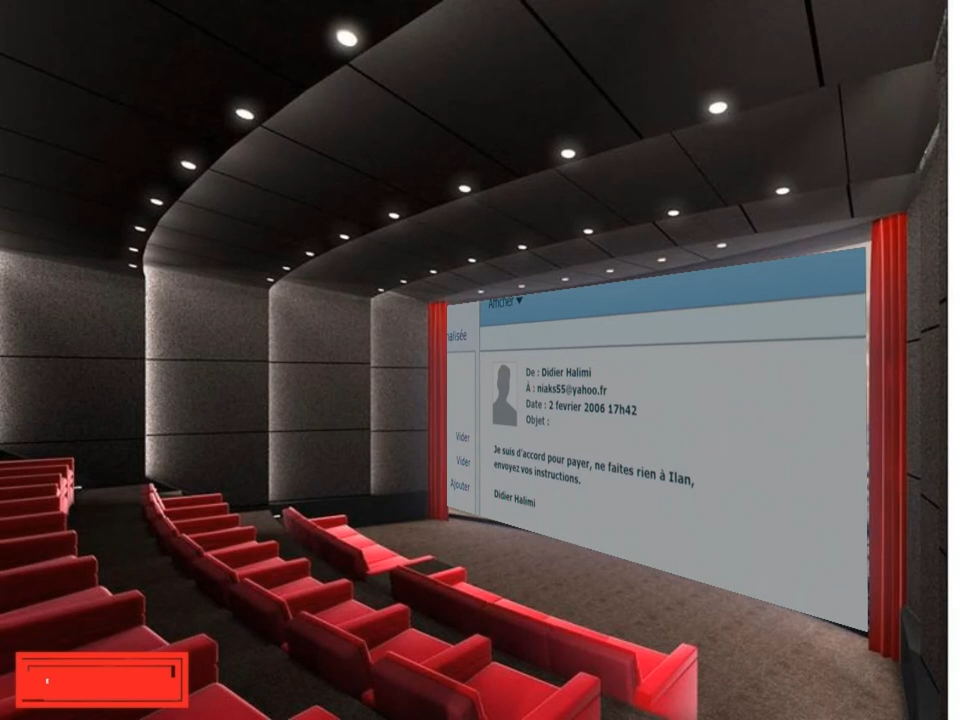 Afficher ▼
nalisée
De : Didier Halimi
À : niaks55@yahoo.fr
Date : 2 fevrier 2006 17h42
Objet :
Vider
Je suis d'accord pour payer, ne faites rien à Ilan,
Vider
envoyez vos instructions.
Ajouter
Didier Halimi